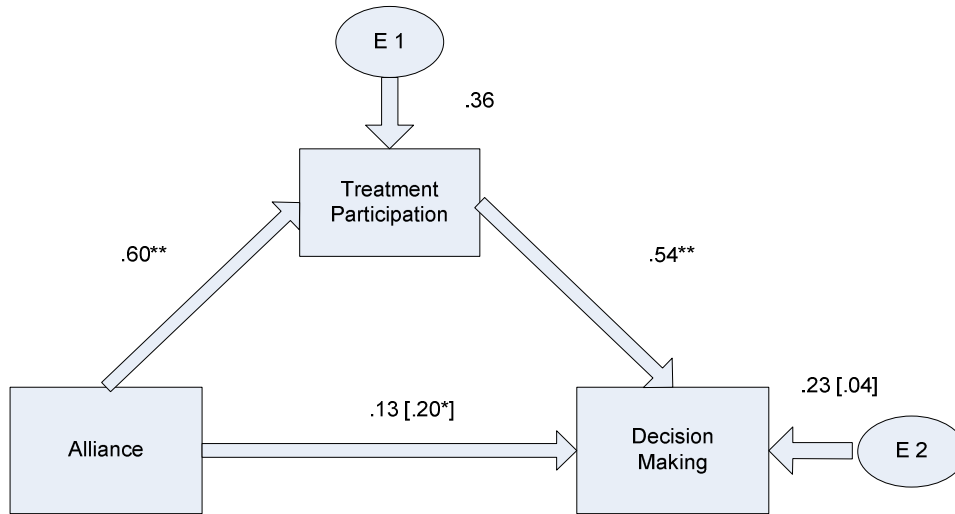 E 1
.36
Treatment
Participation
.60**
.54**
.13 [.20*]
.23 [.04]
Alliance
Decision
Making
E 2